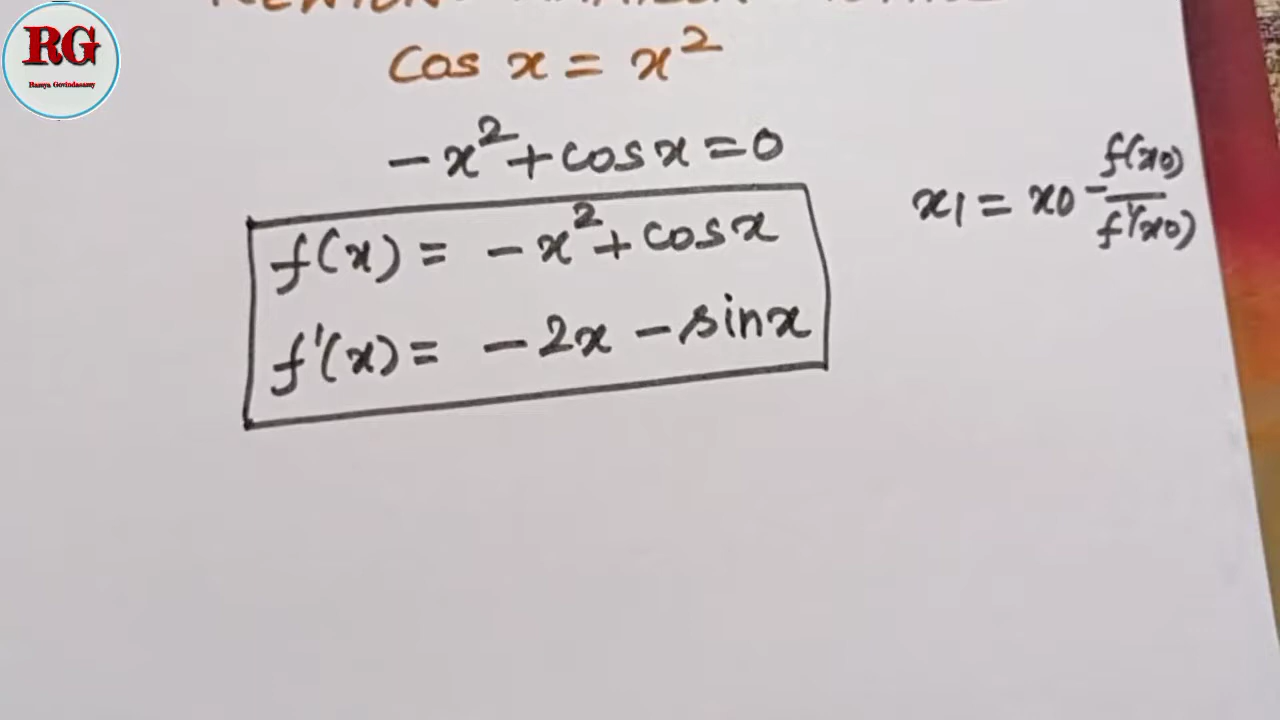 RG
Ramya Govindasamy
Cos x = x²
-x² + cos x = 0
f(x) = -x² + cos x
f'(x) = -2x - sin x
x1 = x0 - f(x0)/f'(x0)